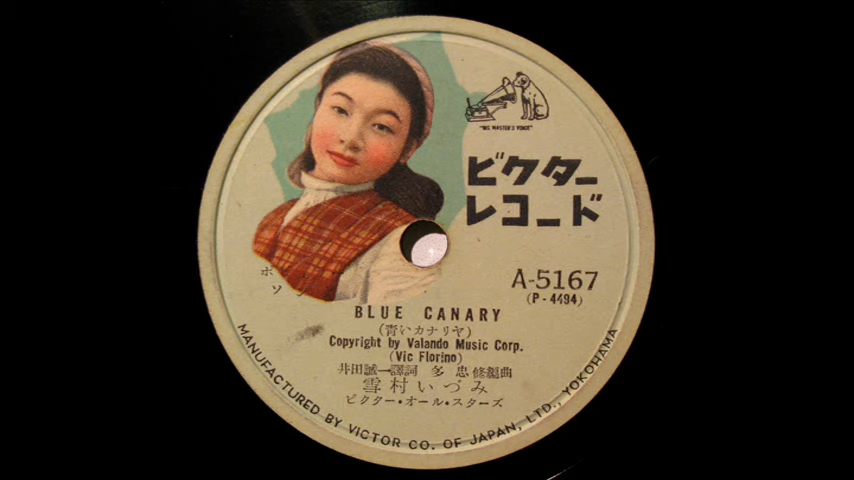 "HIS MASTER'S VOICE"
ビクター
レコード
A-5167
(P-4494)
BLUE CANARY
(青いカナリヤ)
Copyright by Valando Music Corp.
(Vic Florino)
井田誠一譯詞 多 忠修編曲
雪村いづみ
ビクター・オール・スターズ
MANUFACTURED BY VICTOR CO. OF JAPAN, LTD., YOKOHAMA